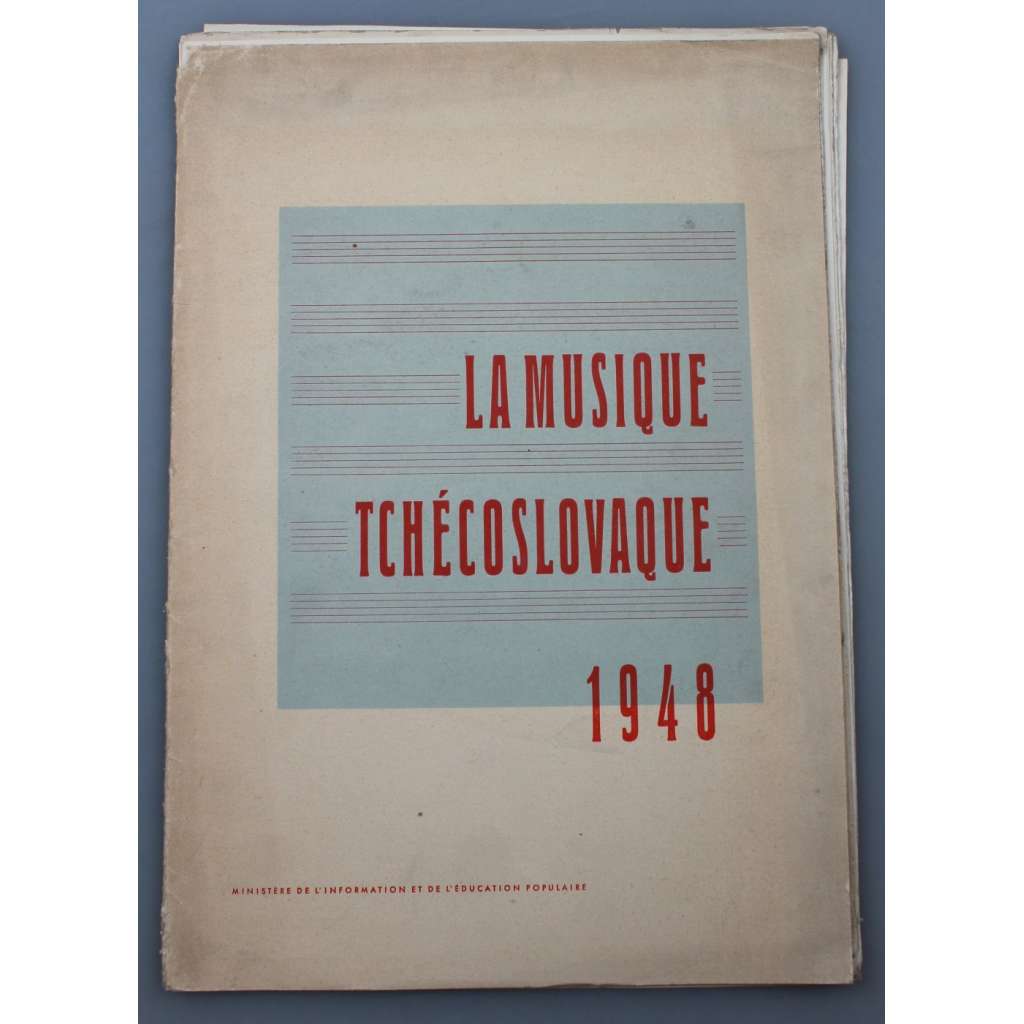 LA MUSIQUE
TCHÉCOSLOVAQUE
1948
MINISTÈRE DE L'INFORMATION ET DE L'ÉDUCATION POPULAIRE